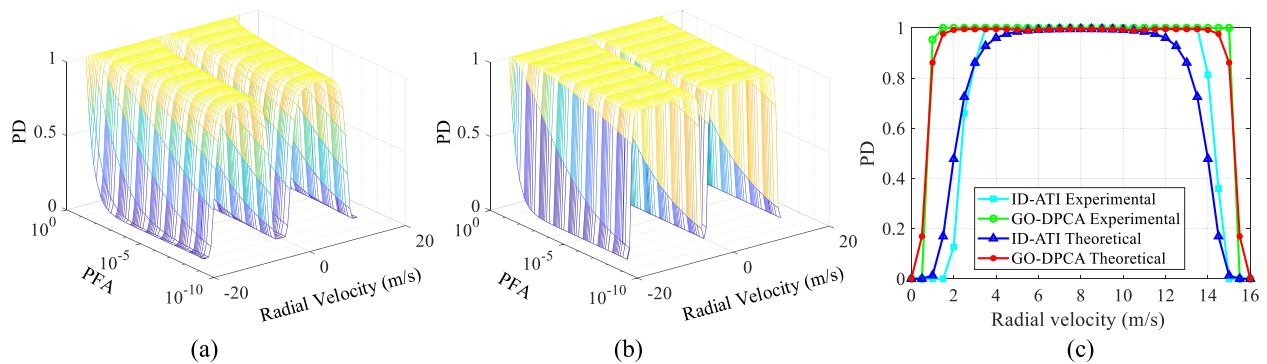 1
0.5
0
PD
10^0
10^-5
10^-10
PFA
-20
0
20
Radial Velocity (m/s)
(a)
1
0.5
0
PD
10^0
10^-5
10^-10
PFA
-20
0
20
Radial Velocity (m/s)
(b)
1
0.8
0.6
0.4
0.2
0
PD
ID-ATI Experimental
GO-DPCA Experimental
ID-ATI Theoretical
GO-DPCA Theoretical
0 2 4 6 8 10 12 14 16
Radial velocity (m/s)
(c)